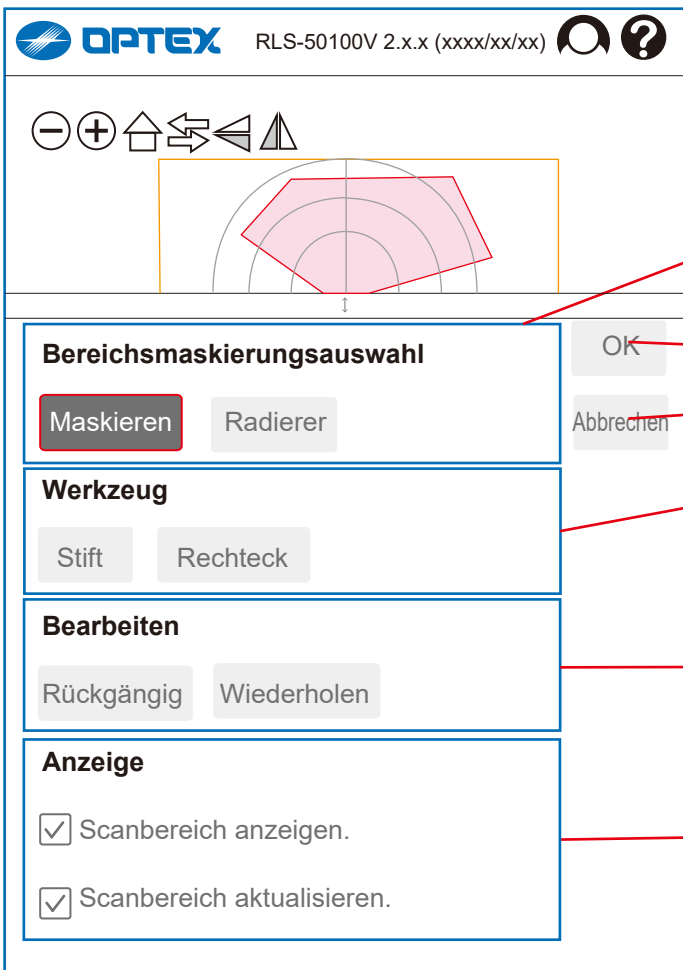 OPTEX RLS-50100V 2.x.x (xxxx/xx/xx) ?
Bereichsmaskierungsauswahl
OK
Maskieren Radierer Abbrechen
Werkzeug
Stift Rechteck
Bearbeiten
Rückgängig Wiederholen
Anzeige
Scanbereich anzeigen.
Scanbereich aktualisieren.